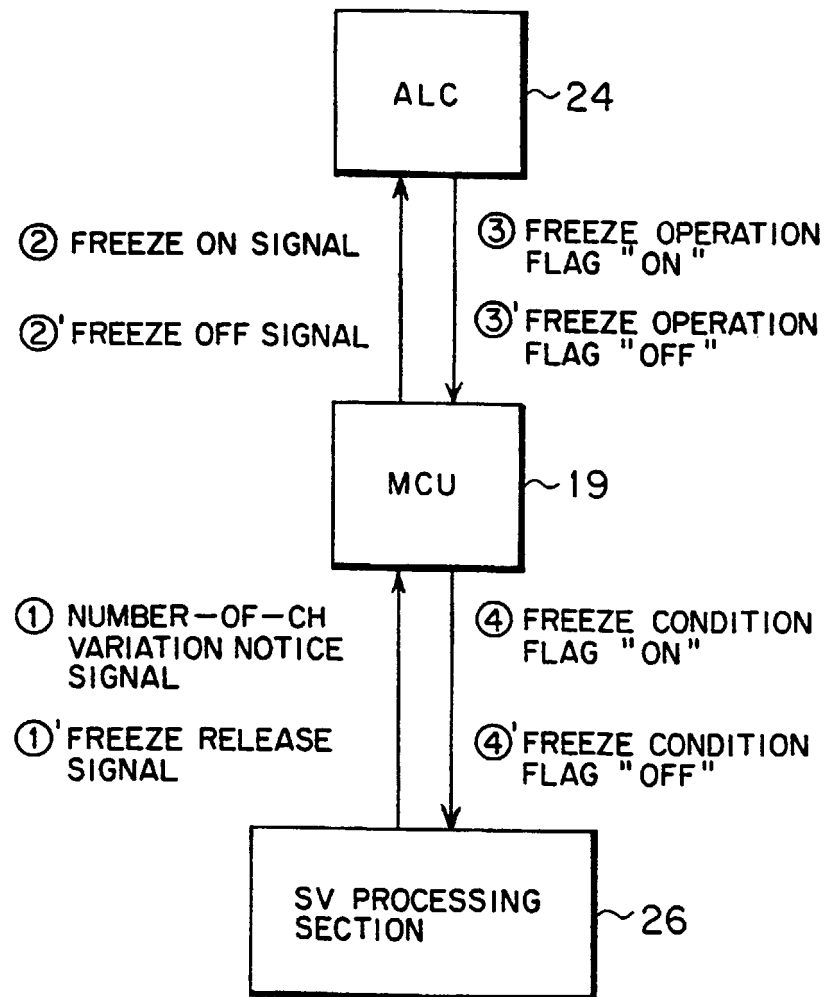 ALC
24
② FREEZE ON SIGNAL
②' FREEZE OFF SIGNAL
③ FREEZE OPERATION
FLAG "ON"
③' FREEZE OPERATION
FLAG "OFF"
MCU
19
① NUMBER-OF-CH
VARIATION NOTICE
SIGNAL
①' FREEZE RELEASE
SIGNAL
④ FREEZE CONDITION
FLAG "ON"
④' FREEZE CONDITION
FLAG "OFF"
SV PROCESSING
SECTION
26